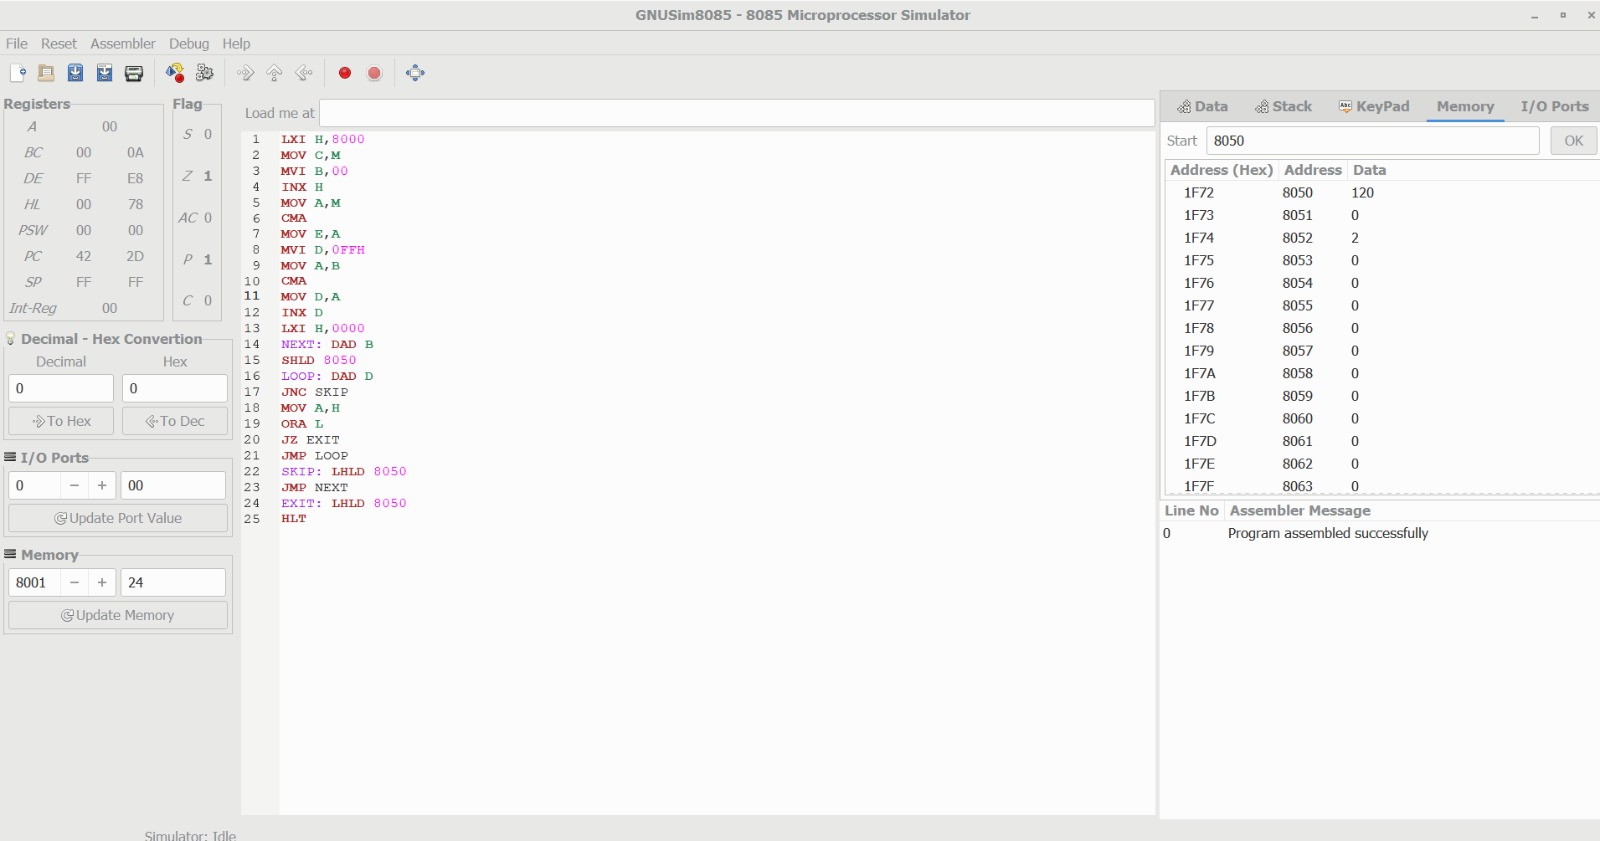 GNUSim8085 - 8085 Microprocessor Simulator
File Reset Assembler Debug Help
Registers
A 00
BC 00 0A
DE FF E8
HL 00 78
PSW 00 00
PC 42 2D
SP FF FF
Int-Reg 00
Flag
S 0
Z 1
AC 0
P 1
C 0
Decimal - Hex Convertion
Decimal Hex
0 0
To Hex To Dec
I/O Ports
0 − + 00
Update Port Value
Memory
8001 − + 24
Update Memory
Load me at
1 LXI H,8000
2 MOV C,M
3 MVI B,00
4 INX H
5 MOV A,M
6 CMA
7 MOV E,A
8 MVI D,0FFH
9 MOV A,B
10 CMA
11 MOV D,A
12 INX D
13 LXI H,0000
14 NEXT: DAD B
15 SHLD 8050
16 LOOP: DAD D
17 JNC SKIP
18 MOV A,H
19 ORA L
20 JZ EXIT
21 JMP LOOP
22 SKIP: LHLD 8050
23 JMP NEXT
24 EXIT: LHLD 8050
25 HLT
Data Stack Abc KeyPad Memory I/O Ports
Start 8050 OK
Address (Hex) Address Data
1F72 8050 120
1F73 8051 0
1F74 8052 2
1F75 8053 0
1F76 8054 0
1F77 8055 0
1F78 8056 0
1F79 8057 0
1F7A 8058 0
1F7B 8059 0
1F7C 8060 0
1F7D 8061 0
1F7E 8062 0
1F7F 8063 0
Line No Assembler Message
0 Program assembled successfully
Simulator: Idle